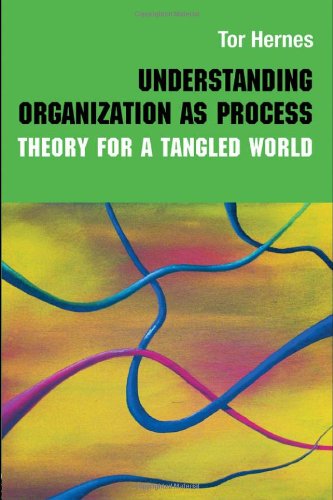 Tor Hernes
UNDERSTANDING
ORGANIZATION AS PROCESS
THEORY FOR A TANGLED WORLD